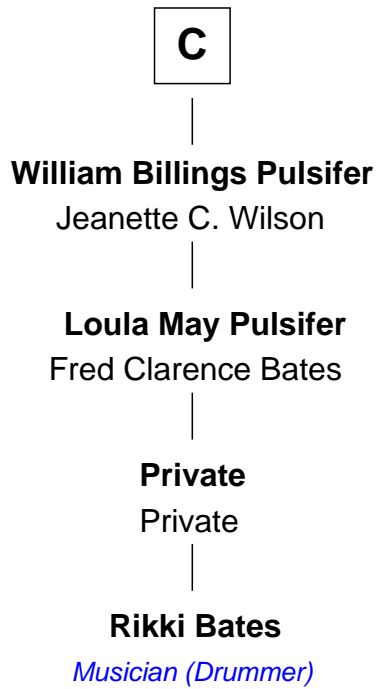 C
William Billings Pulsifer
Jeanette C. Wilson
Loula May Pulsifer
Fred Clarence Bates
Private
Private
Rikki Bates
Musician (Drummer)